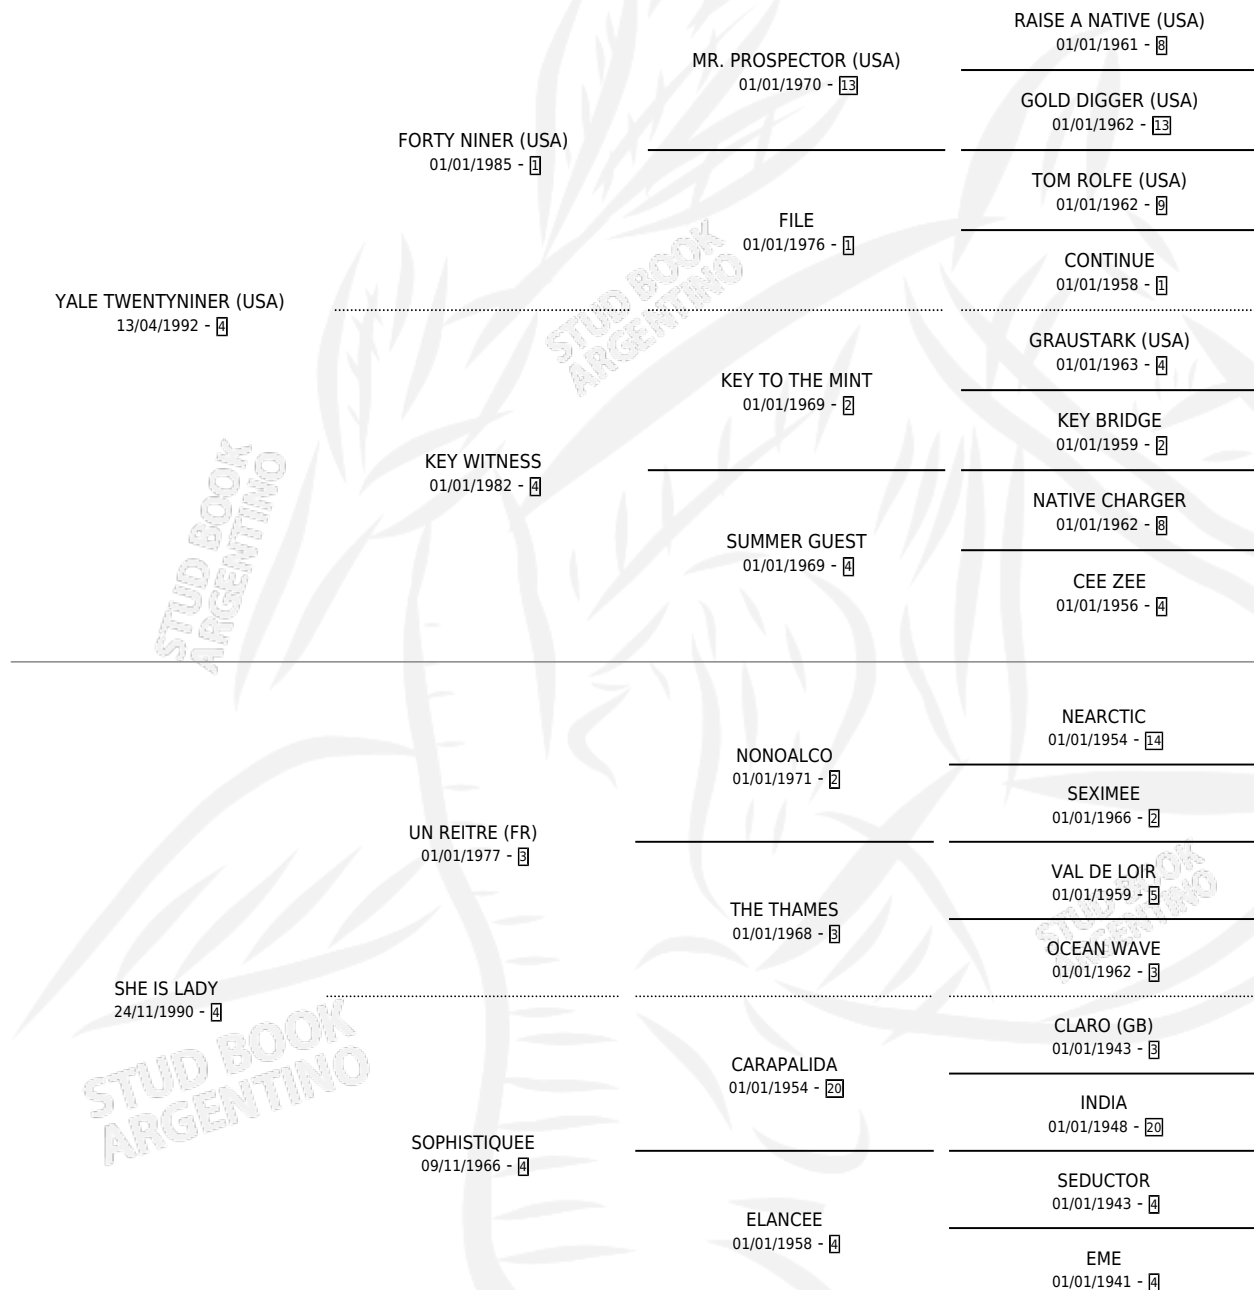 RAISE A NATIVE (USA)
01/01/1961 - 8
MR. PROSPECTOR (USA)
01/01/1970 - 13
GOLD DIGGER (USA)
01/01/1962 - 13
FORTY NINER (USA)
01/01/1985 - 1
TOM ROLFE (USA)
01/01/1962 - 9
FILE
01/01/1976 - 1
CONTINUE
01/01/1958 - 1
YALE TWENTYNINER (USA)
13/04/1992 - 4
GRAUSTARK (USA)
01/01/1963 - 4
KEY TO THE MINT
01/01/1969 - 2
KEY BRIDGE
01/01/1959 - 2
KEY WITNESS
01/01/1982 - 4
NATIVE CHARGER
01/01/1962 - 8
SUMMER GUEST
01/01/1969 - 4
CEE ZEE
01/01/1956 - 4
NEARCTIC
01/01/1954 - 14
NONOALCO
01/01/1971 - 2
SEXIMEE
01/01/1966 - 2
UN REITRE (FR)
01/01/1977 - 3
VAL DE LOIR
01/01/1959 - 5
THE THAMES
01/01/1968 - 3
OCEAN WAVE
01/01/1962 - 3
SHE IS LADY
24/11/1990 - 4
CLARO (GB)
01/01/1943 - 3
CARAPALIDA
01/01/1954 - 20
INDIA
01/01/1948 - 20
SOPHISTIQUEE
09/11/1966 - 4
SEDUCTOR
01/01/1943 - 4
ELANCEE
01/01/1958 - 4
EME
01/01/1941 - 4
STUD BOOK
ARGENTINO
STUD BOOK
ARGENTINO
STUD BOOK
ARGENTINO
STUD BOOK
ARGENTINO